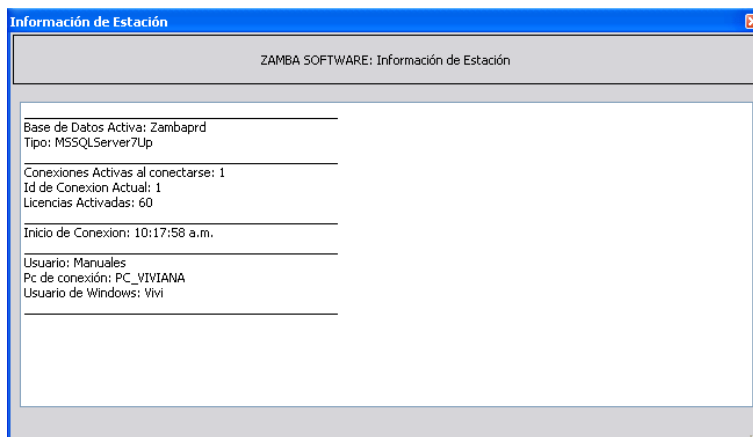 Información de Estación
ZAMBA SOFTWARE: Información de Estación
Base de Datos Activa: Zambaprd
Tipo: MSSQLServer7Up
Conexiones Activas al conectarse: 1
Id de Conexion Actual: 1
Licencias Activadas: 60
Inicio de Conexion: 10:17:58 a.m.
Usuario: Manuales
Pc de conexión: PC_VIVIANA
Usuario de Windows: Vivi